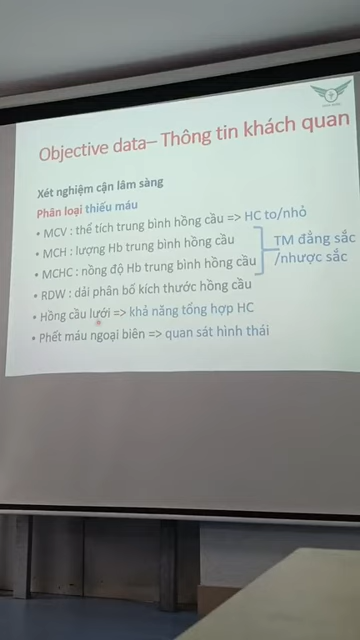 Objective data– Thông tin khách quan
Xét nghiệm cận lâm sàng
Phân loại thiếu máu
• MCV : thể tích trung bình hồng cầu => HC to/nhỏ
• MCH : lượng Hb trung bình hồng cầu
• MCHC : nồng độ Hb trung bình hồng cầu
TM đẳng sắc
/nhược sắc
• RDW : dải phân bố kích thước hồng cầu
• Hồng cầu lưới => khả năng tổng hợp HC
• Phết máu ngoại biên => quan sát hình thái